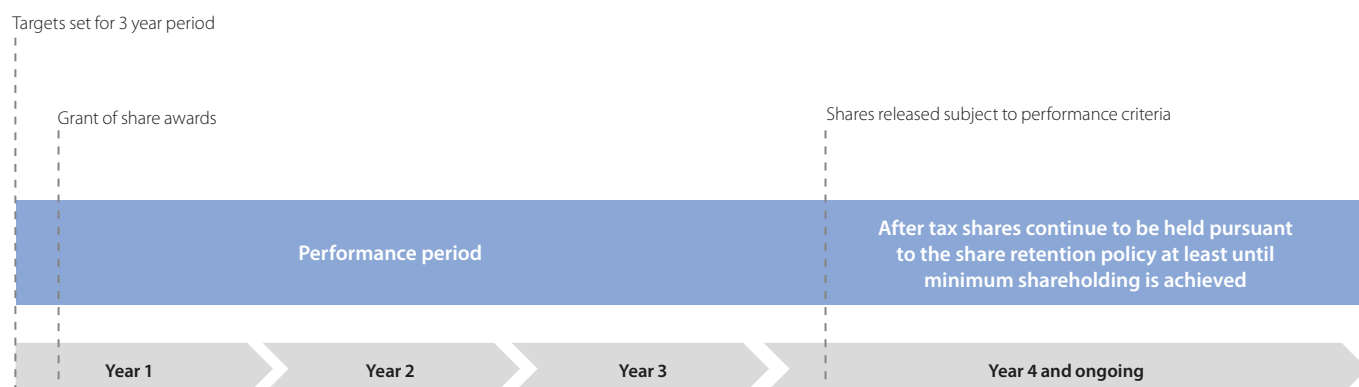 Targets set for 3 year period
Grant of share awards
Shares released subject to performance criteria
Performance period
After tax shares continue to be held pursuant
to the share retention policy at least until
minimum shareholding is achieved
Year 1
Year 2
Year 3
Year 4 and ongoing